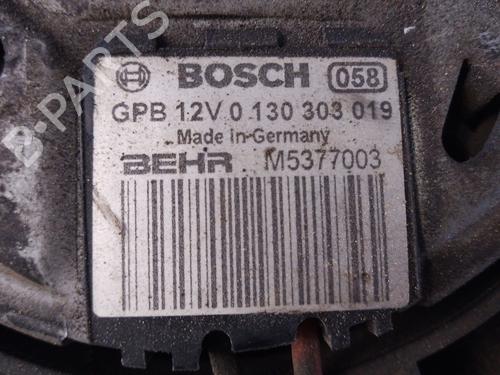 B-PARTS
BOSCH 058
GPB 12V 0 130 303 019
Made in Germany
BEHR M5377003